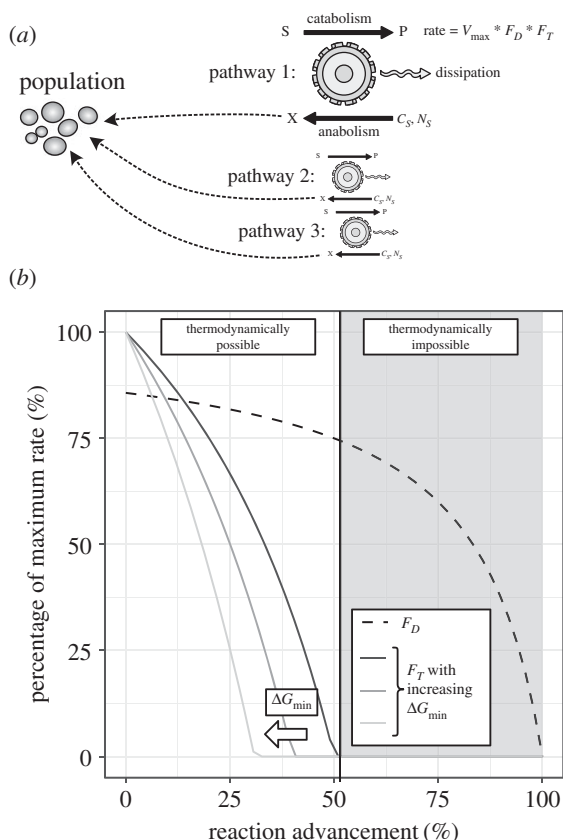 (a)
S catabolism P rate = V_max * F_D * F_T
population
pathway 1:
dissipation
X anabolism C_S, N_S
S P
pathway 2:
X C_S, N_S
S P
pathway 3:
X C_S, N_S
(b)
thermodynamically
possible
thermodynamically
impossible
percentage of maximum rate (%)
100
75
50
25
0
ΔG_min
F_D
F_T with
increasing
ΔG_min
0 25 50 75 100
reaction advancement (%)